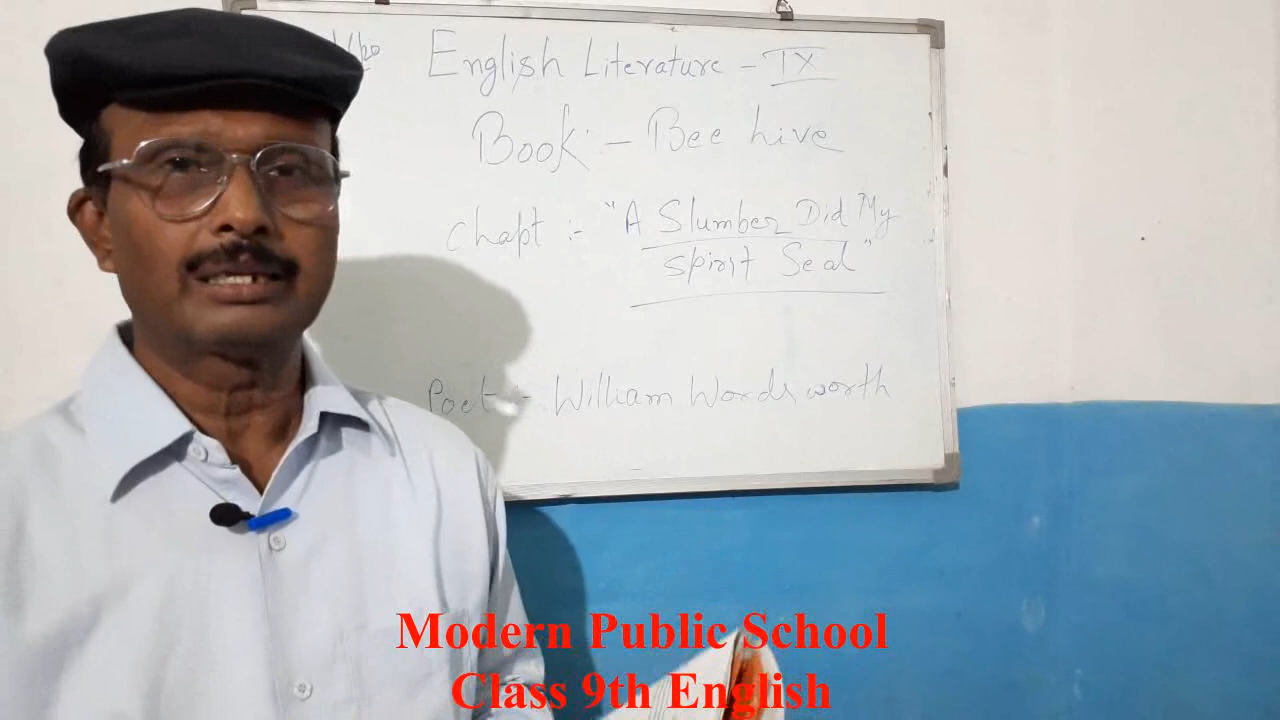 English Literature - IX
Book :- Bee hive
Chapt :- "A Slumber Did My
Spirit Seal"
Poet :- William Wordsworth
Modern Public School
Class 9th English